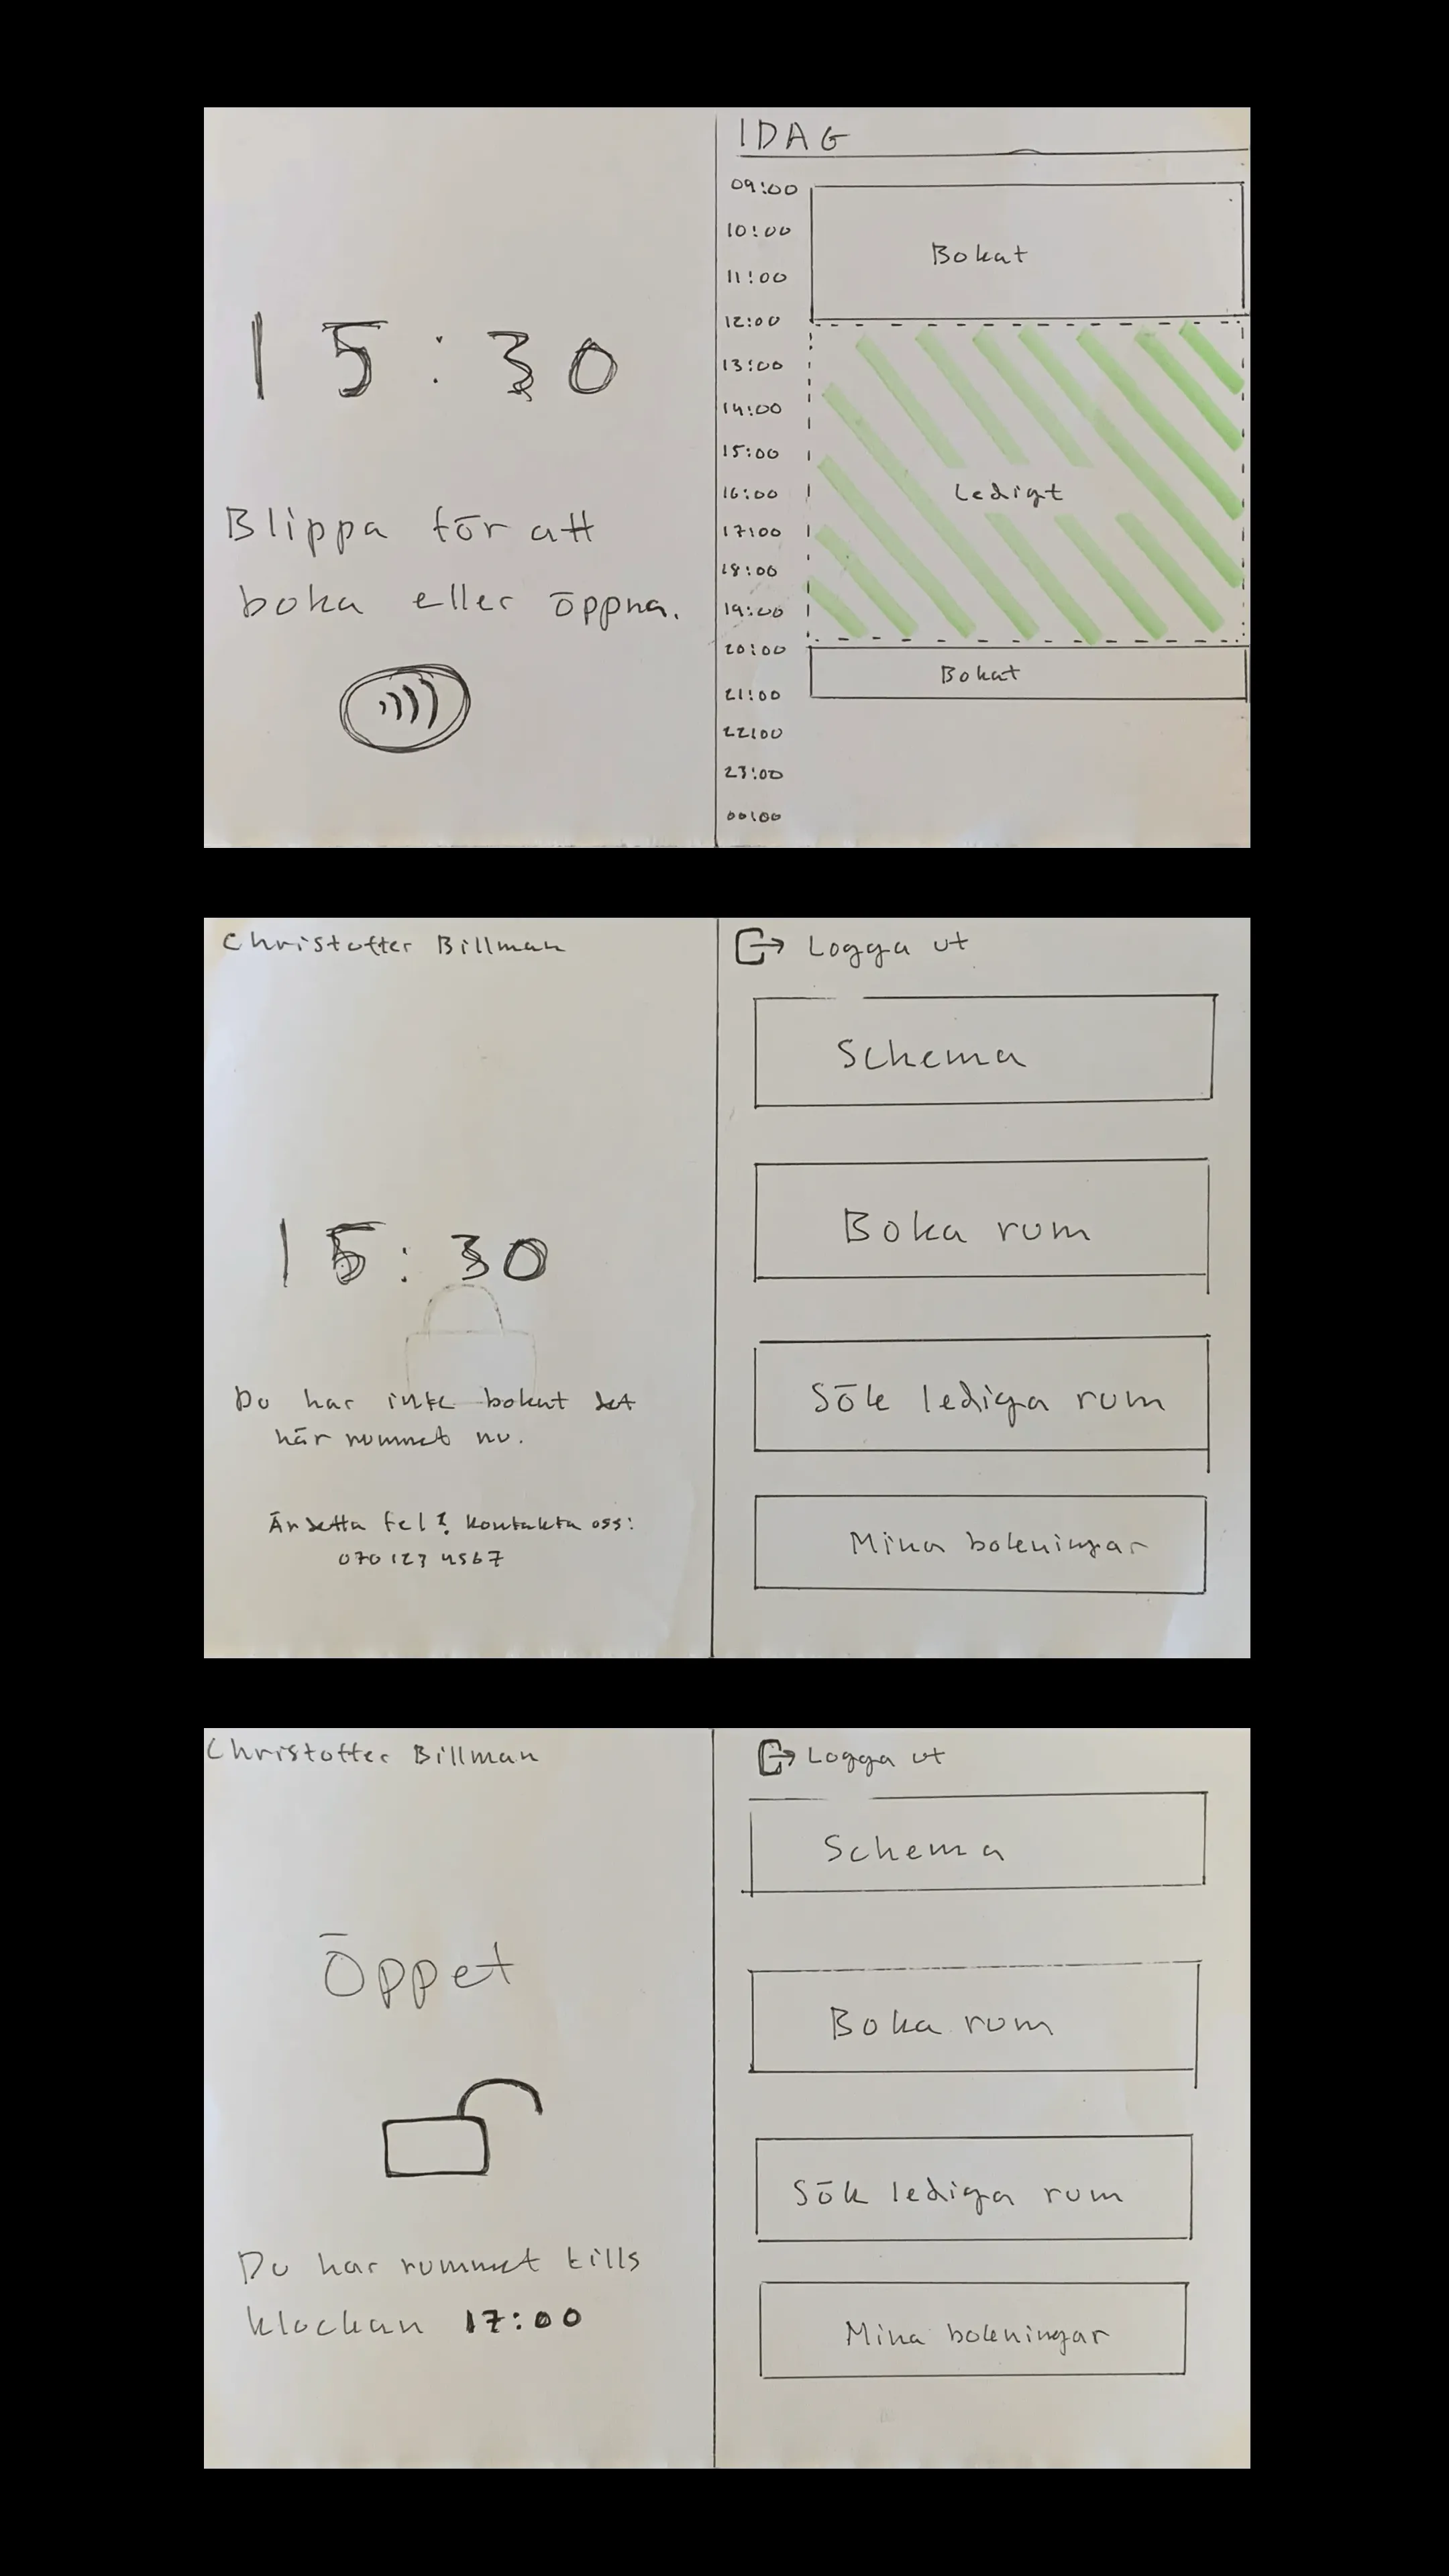 15:30
Blippa för att
boka eller öppna.
IDAG
09:00
10:00
11:00
12:00
13:00
14:00
15:00
16:00
17:00
18:00
19:00
20:00
21:00
22:00
23:00
00:00
Bokat
Ledigt
Bokat
Christoffer Billman
15:30
Du har inte bokat det
här rummet nu.
Är detta fel? Kontakta oss:
070 123 4567
Logga ut
Schema
Boka rum
Sök lediga rum
Mina bokningar
Christoffer Billman
Öppet
Du har rummet tills
klockan 17:00
Logga ut
Schema
Boka rum
Sök lediga rum
Mina bokningar